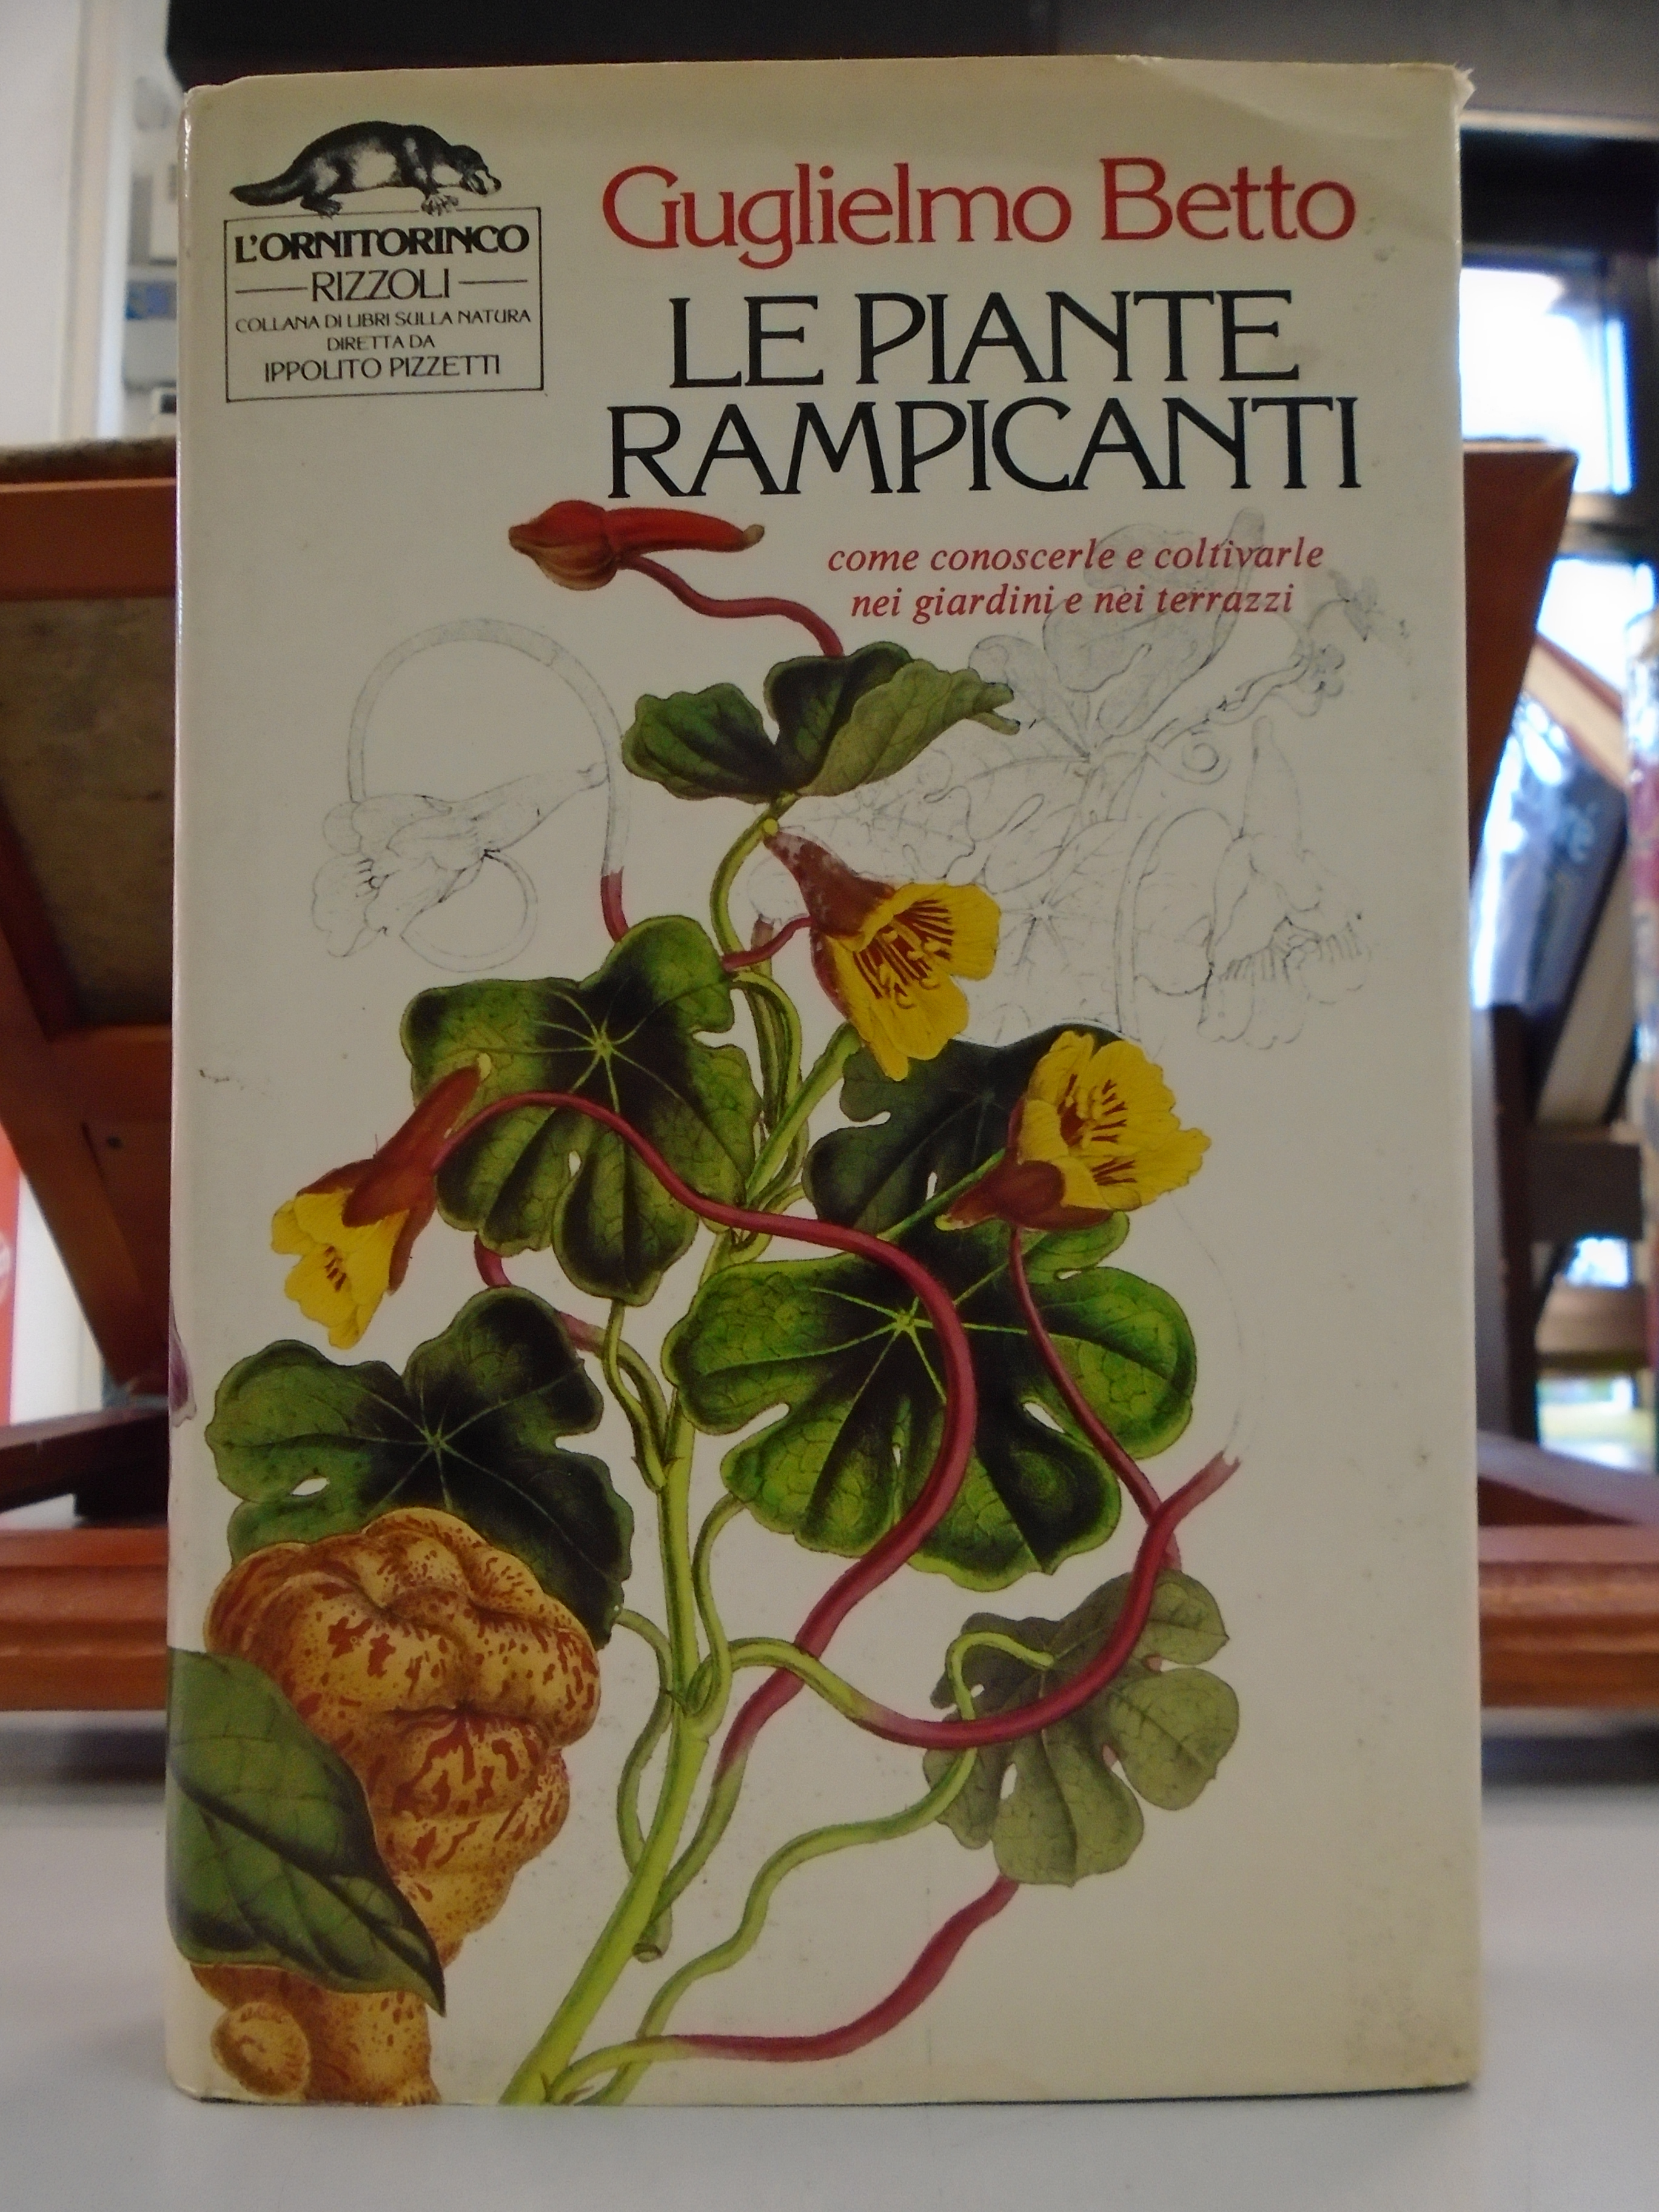 L'ORNITORINCO
RIZZOLI
COLLANA DI LIBRI SULLA NATURA
DIRETTA DA
IPPOLITO PIZZETTI
Guglielmo Betto
LE PIANTE
RAMPICANTI
come conoscerle e coltivarle
nei giardini e nei terrazzi